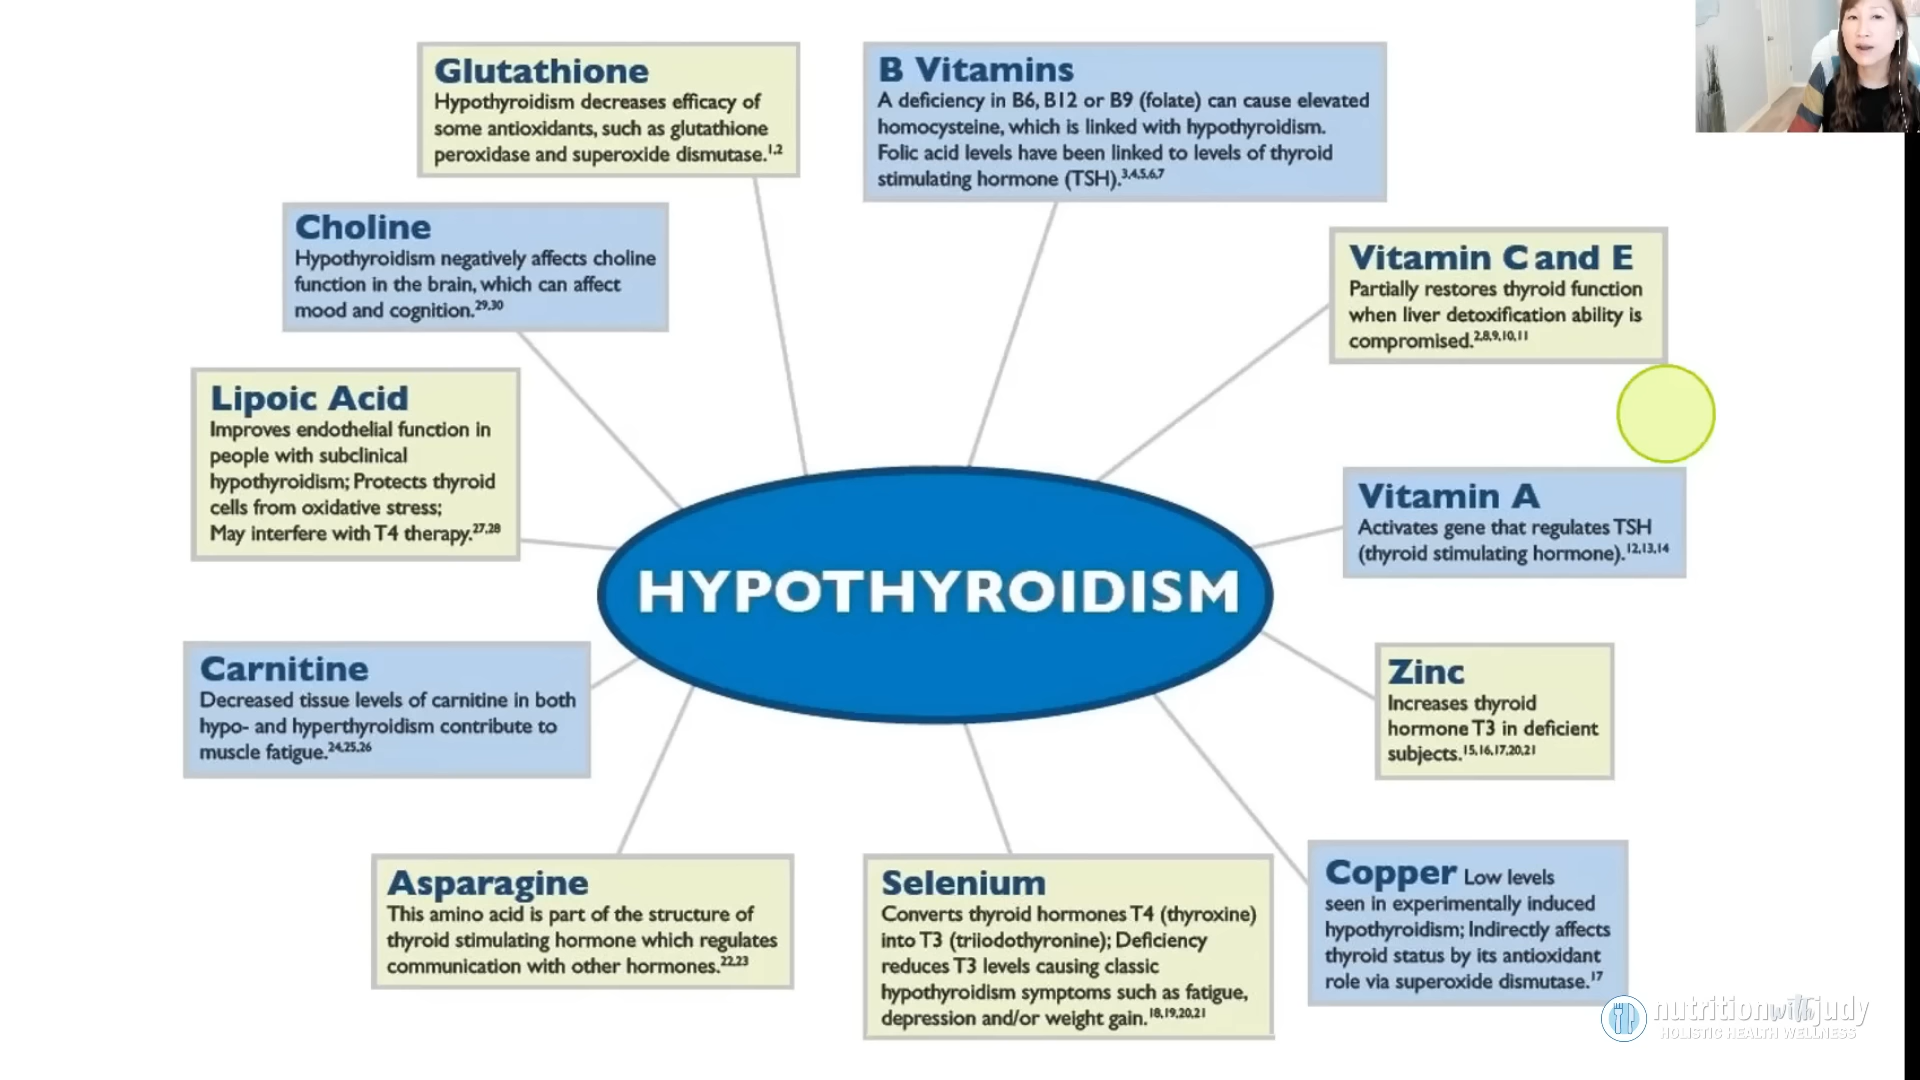 Glutathione
Hypothyroidism decreases efficacy of
some antioxidants, such as glutathione
peroxidase and superoxide dismutase.1,2
B Vitamins
A deficiency in B6, B12 or B9 (folate) can cause elevated
homocysteine, which is linked with hypothyroidism.
Folic acid levels have been linked to levels of thyroid
stimulating hormone (TSH).3,4,5,6,7
Choline
Hypothyroidism negatively affects choline
function in the brain, which can affect
mood and cognition.29,30
Vitamin C and E
Partially restores thyroid function
when liver detoxification ability is
compromised.2,8,9,10,11
Lipoic Acid
Improves endothelial function in
people with subclinical
hypothyroidism; Protects thyroid
cells from oxidative stress;
May interfere with T4 therapy.27,28
Vitamin A
Activates gene that regulates TSH
(thyroid stimulating hormone).12,13,14
HYPOTHYROIDISM
Carnitine
Decreased tissue levels of carnitine in both
hypo- and hyperthyroidism contribute to
muscle fatigue.24,25,26
Zinc
Increases thyroid
hormone T3 in deficient
subjects.15,16,17,20,21
Asparagine
This amino acid is part of the structure of
thyroid stimulating hormone which regulates
communication with other hormones.22,23
Selenium
Converts thyroid hormones T4 (thyroxine)
into T3 (triiodothyronine); Deficiency
reduces T3 levels causing classic
hypothyroidism symptoms such as fatigue,
depression and/or weight gain.18,19,20,21
Copper Low levels
seen in experimentally induced
hypothyroidism; Indirectly affects
thyroid status by its antioxidant
role via superoxide dismutase.17
nutritionwithjudy
HOLISTIC HEALTH WELLNESS